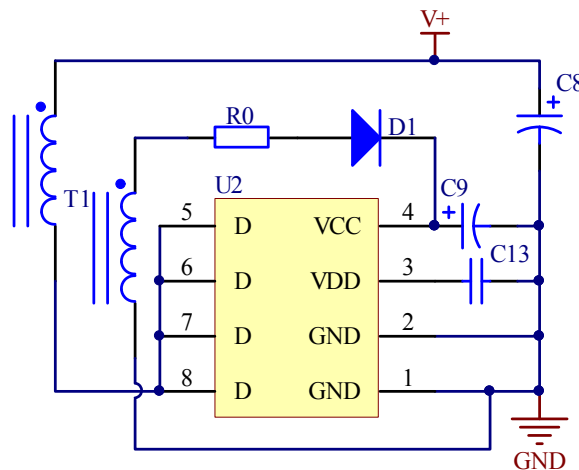 V+
C8
R0
D1
T1
U2
C9
5 D VCC 4
C13
6 D VDD 3
7 D GND 2
8 D GND 1
GND